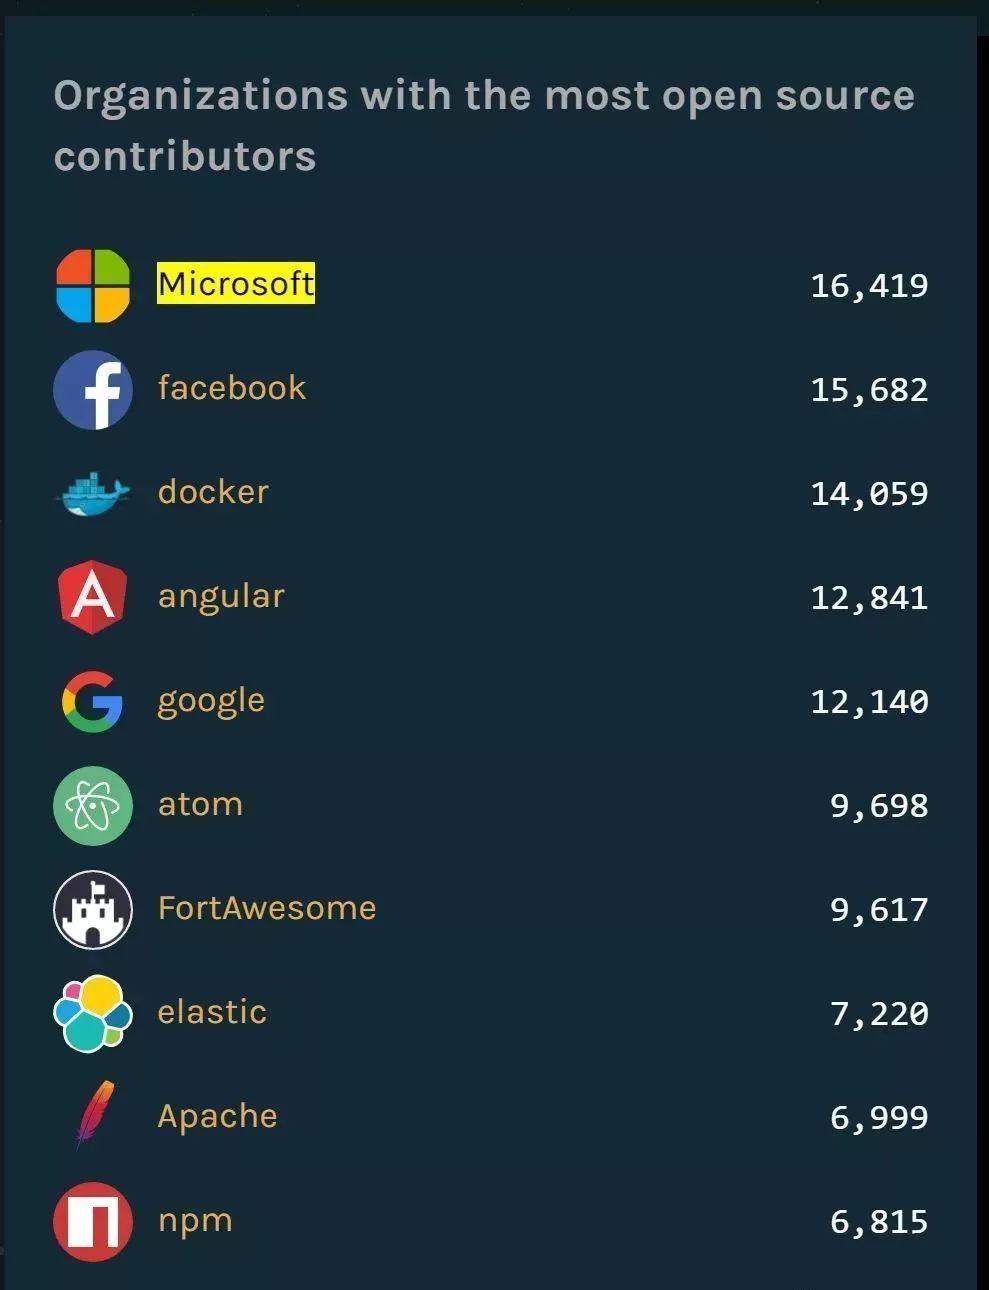 Organizations with the most open source
contributors
Microsoft 16,419
facebook 15,682
docker 14,059
angular 12,841
google 12,140
atom 9,698
FortAwesome 9,617
elastic 7,220
Apache 6,999
npm 6,815